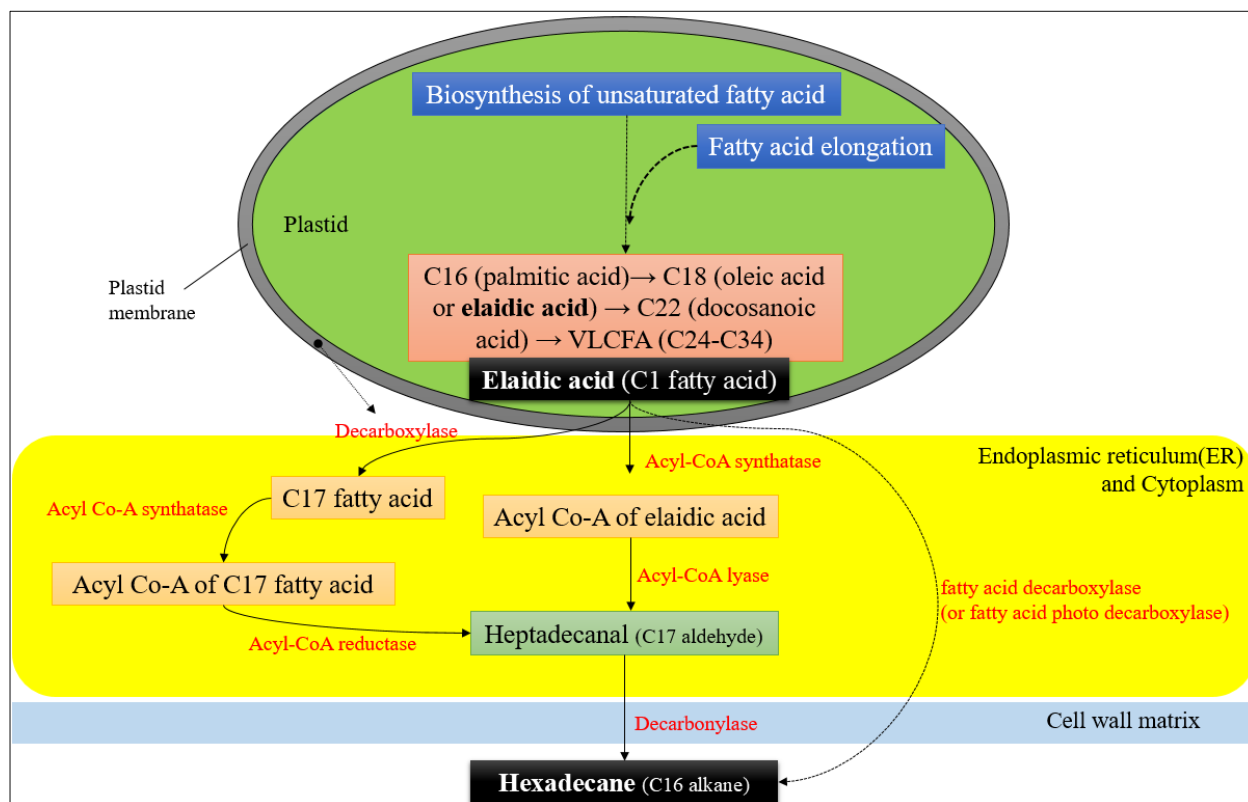 Biosynthesis of unsaturated fatty acid
Fatty acid elongation
Plastid
Plastid
membrane
C16 (palmitic acid)→ C18 (oleic acid
or elaidic acid) → C22 (docosanoic
acid) → VLCFA (C24-C34)
Elaidic acid (C1 fatty acid)
Decarboxylase
Acyl-CoA synthatase
Endoplasmic reticulum(ER)
and Cytoplasm
C17 fatty acid
Acyl Co-A synthatase
Acyl Co-A of elaidic acid
Acyl Co-A of C17 fatty acid
Acyl-CoA lyase
fatty acid decarboxylase
(or fatty acid photo decarboxylase)
Acyl-CoA reductase
Heptadecanal (C17 aldehyde)
Decarbonylase
Cell wall matrix
Hexadecane (C16 alkane)